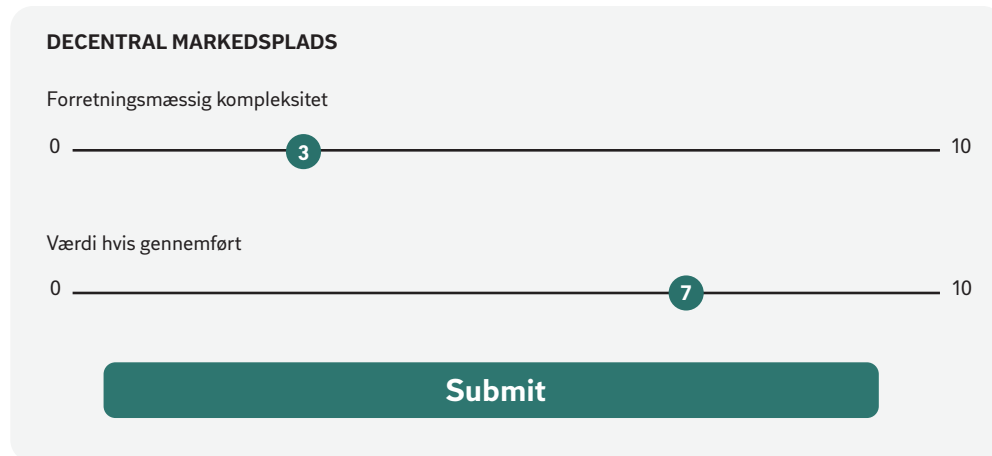 DECENTRAL MARKEDSPLADS
Forretningsmæssig kompleksitet
0 3 10
Værdi hvis gennemført
0 7 10
Submit